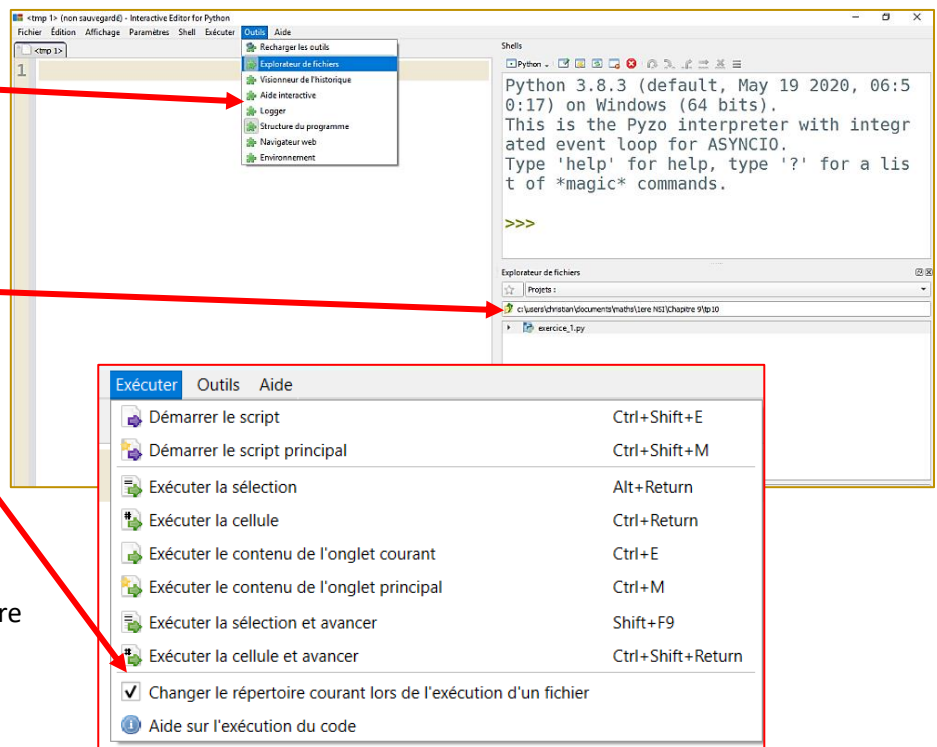 <tmp 1> (non sauvegardé) - Interactive Editor for Python
Fichier Édition Affichage Paramètres Shell Exécuter Outils Aide
<tmp 1>
1
Recharger les outils
Explorateur de fichiers
Visionneur de l'historique
Aide interactive
Logger
Structure du programme
Navigateur web
Environnement
Shells
Python
Python 3.8.3 (default, May 19 2020, 06:5
0:17) on Windows (64 bits).
This is the Pyzo interpreter with integr
ated event loop for ASYNCIO.
Type 'help' for help, type '?' for a lis
t of *magic* commands.
>>>
Explorateur de fichiers
Projets :
c:\users\christian\documents\maths\1ere NSI\Chapitre 9\tp10
exercice_1.py
Exécuter Outils Aide
Démarrer le script Ctrl+Shift+E
Démarrer le script principal Ctrl+Shift+M
Exécuter la sélection Alt+Return
Exécuter la cellule Ctrl+Return
Exécuter le contenu de l'onglet courant Ctrl+E
Exécuter le contenu de l'onglet principal Ctrl+M
Exécuter la sélection et avancer Shift+F9
Exécuter la cellule et avancer Ctrl+Shift+Return
Changer le répertoire courant lors de l'exécution d'un fichier
Aide sur l'exécution du code
re